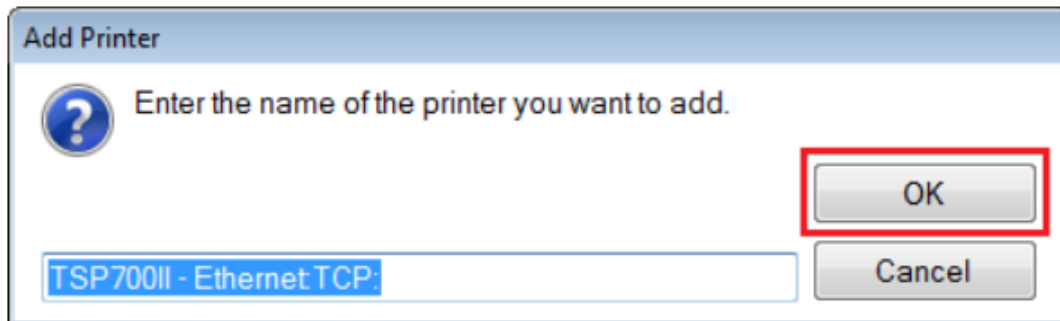 Add Printer
Enter the name of the printer you want to add.
OK
TSP700II - Ethernet:TCP:
Cancel